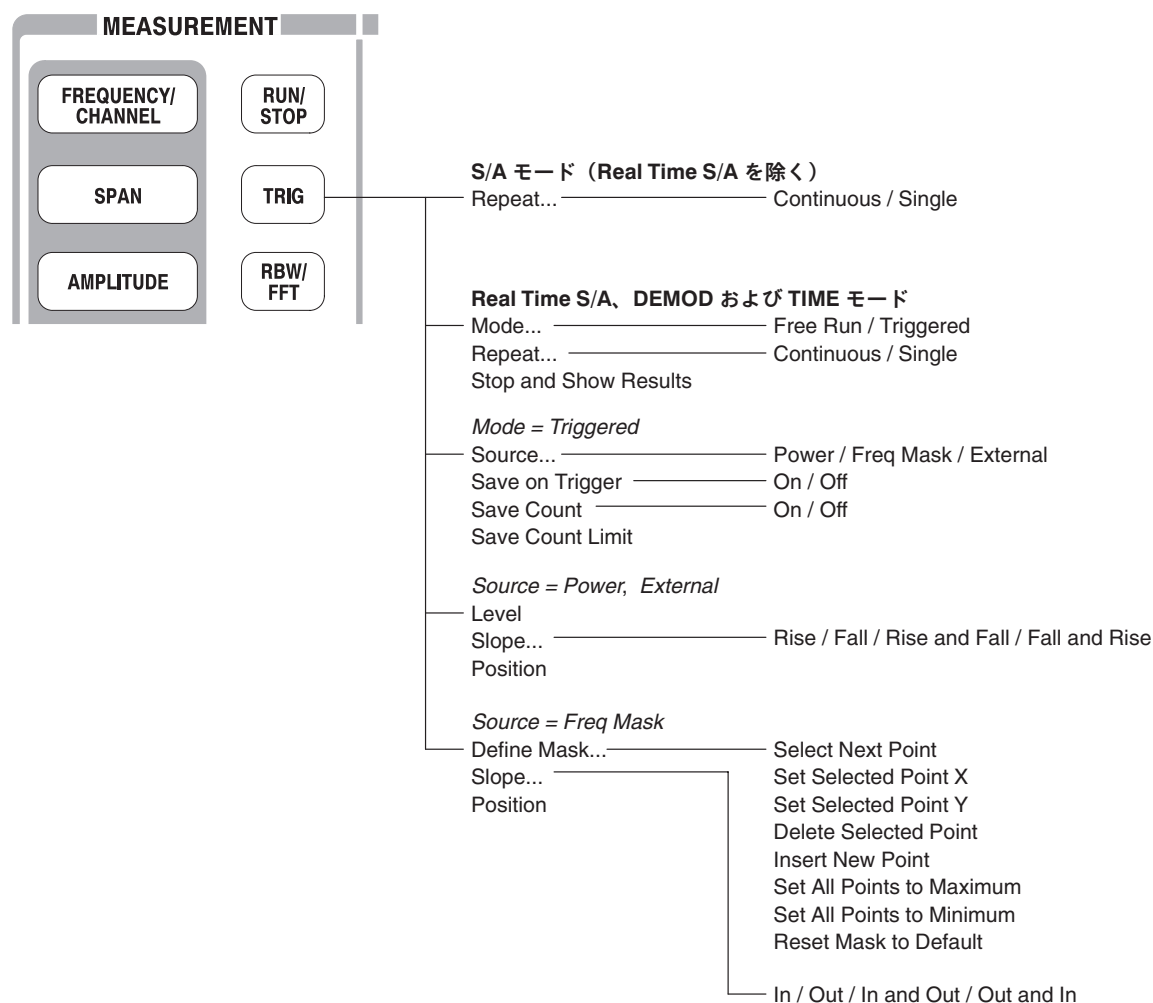 MEASUREMENT
FREQUENCY/
CHANNEL
RUN/
STOP
SPAN
TRIG
AMPLITUDE
RBW/
FFT
S/A モード（Real Time S/A を除く）
Repeat... Continuous / Single
Real Time S/A、DEMOD および TIME モード
Mode... Free Run / Triggered
Repeat... Continuous / Single
Stop and Show Results
Mode = Triggered
Source... Power / Freq Mask / External
Save on Trigger On / Off
Save Count On / Off
Save Count Limit
Source = Power, External
Level
Slope... Rise / Fall / Rise and Fall / Fall and Rise
Position
Source = Freq Mask
Define Mask... Select Next Point
Slope... Set Selected Point X
Position Set Selected Point Y
Delete Selected Point
Insert New Point
Set All Points to Maximum
Set All Points to Minimum
Reset Mask to Default
In / Out / In and Out / Out and In